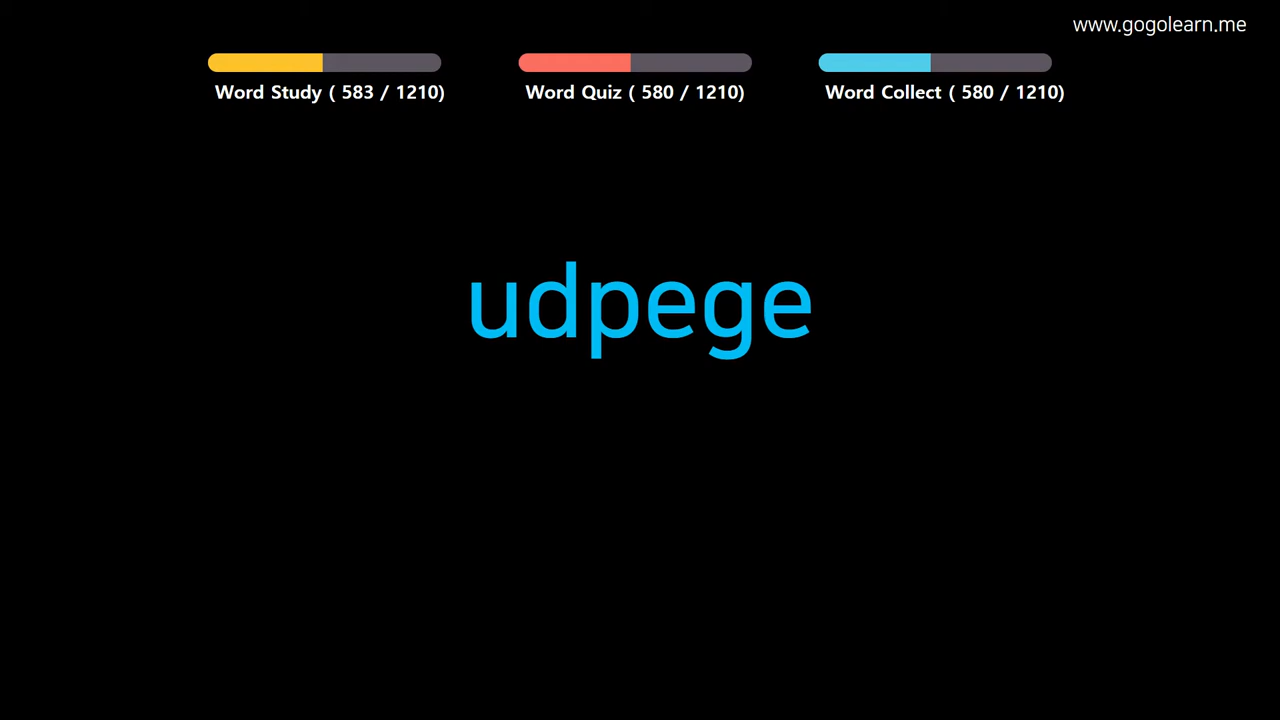 www.gogolearn.me
Word Study ( 583 / 1210)
Word Quiz ( 580 / 1210)
Word Collect ( 580 / 1210)
udpege